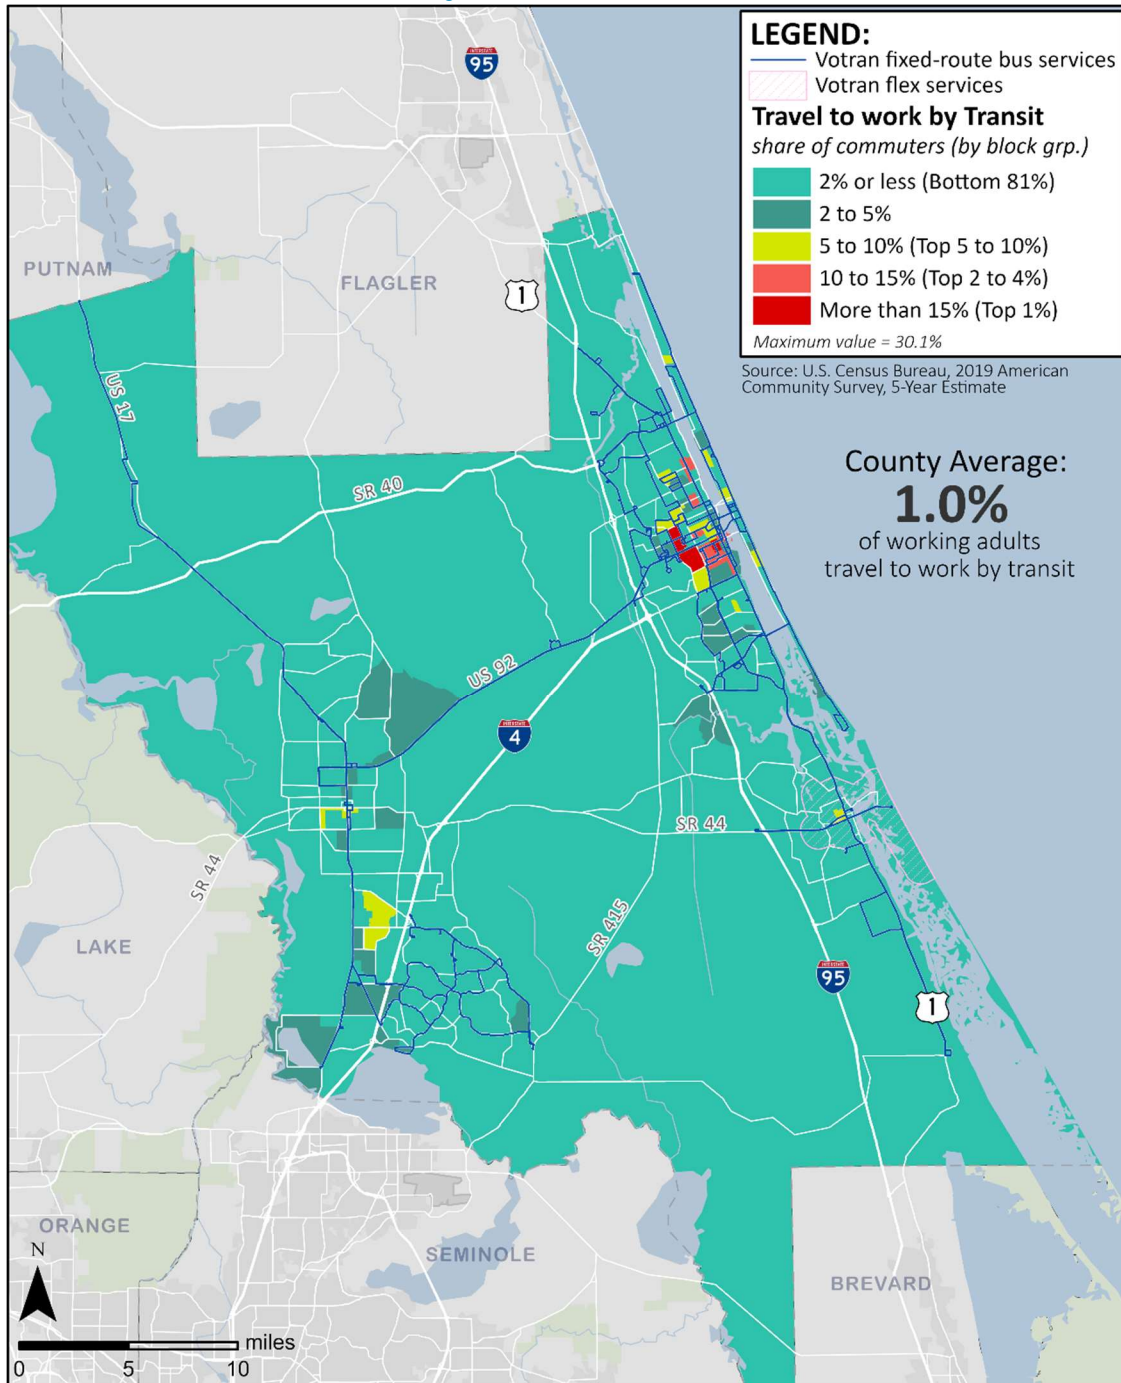 LEGEND:
Votran fixed-route bus services
Votran flex services
Travel to work by Transit
share of commuters (by block grp.)
2% or less (Bottom 81%)
2 to 5%
5 to 10% (Top 5 to 10%)
10 to 15% (Top 2 to 4%)
More than 15% (Top 1%)
Maximum value = 30.1%
Source: U.S. Census Bureau, 2019 American
Community Survey, 5-Year Estimate
County Average:
1.0%
of working adults
travel to work by transit
INTERSTATE
95
PUTNAM
FLAGLER
1
US 17
SR 40
US 92
INTERSTATE
4
SR 44
SR 44
SR 415
LAKE
INTERSTATE
95
1
ORANGE
SEMINOLE
BREVARD
N
miles
0 5 10